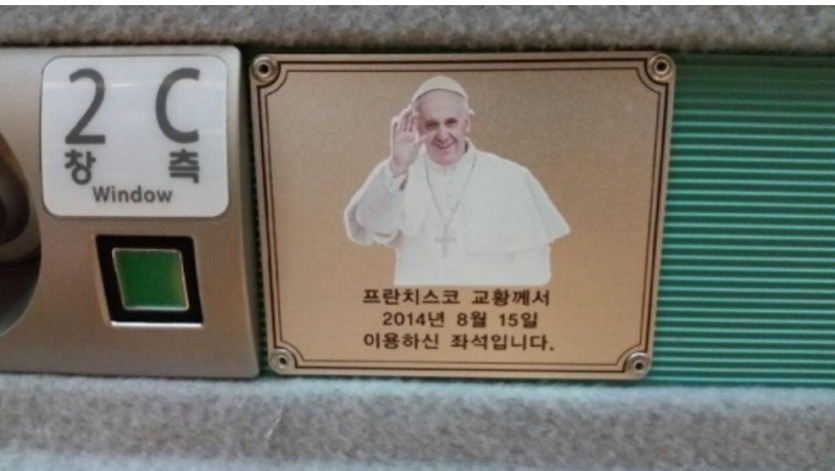 2 C
창 측
Window
프란치스코 교황께서
2014년 8월 15일
이용하신 좌석입니다.